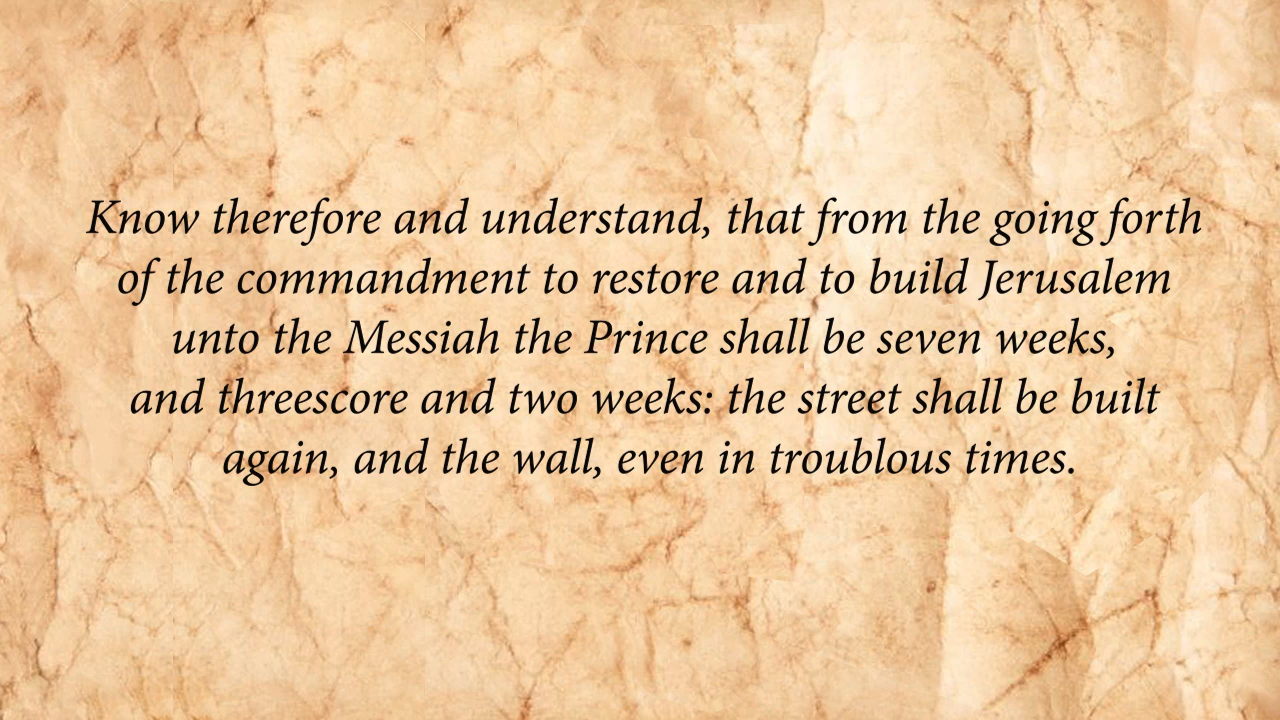 Know therefore and understand, that from the going forth
of the commandment to restore and to build Jerusalem
unto the Messiah the Prince shall be seven weeks,
and threescore and two weeks: the street shall be built
again, and the wall, even in troublous times.